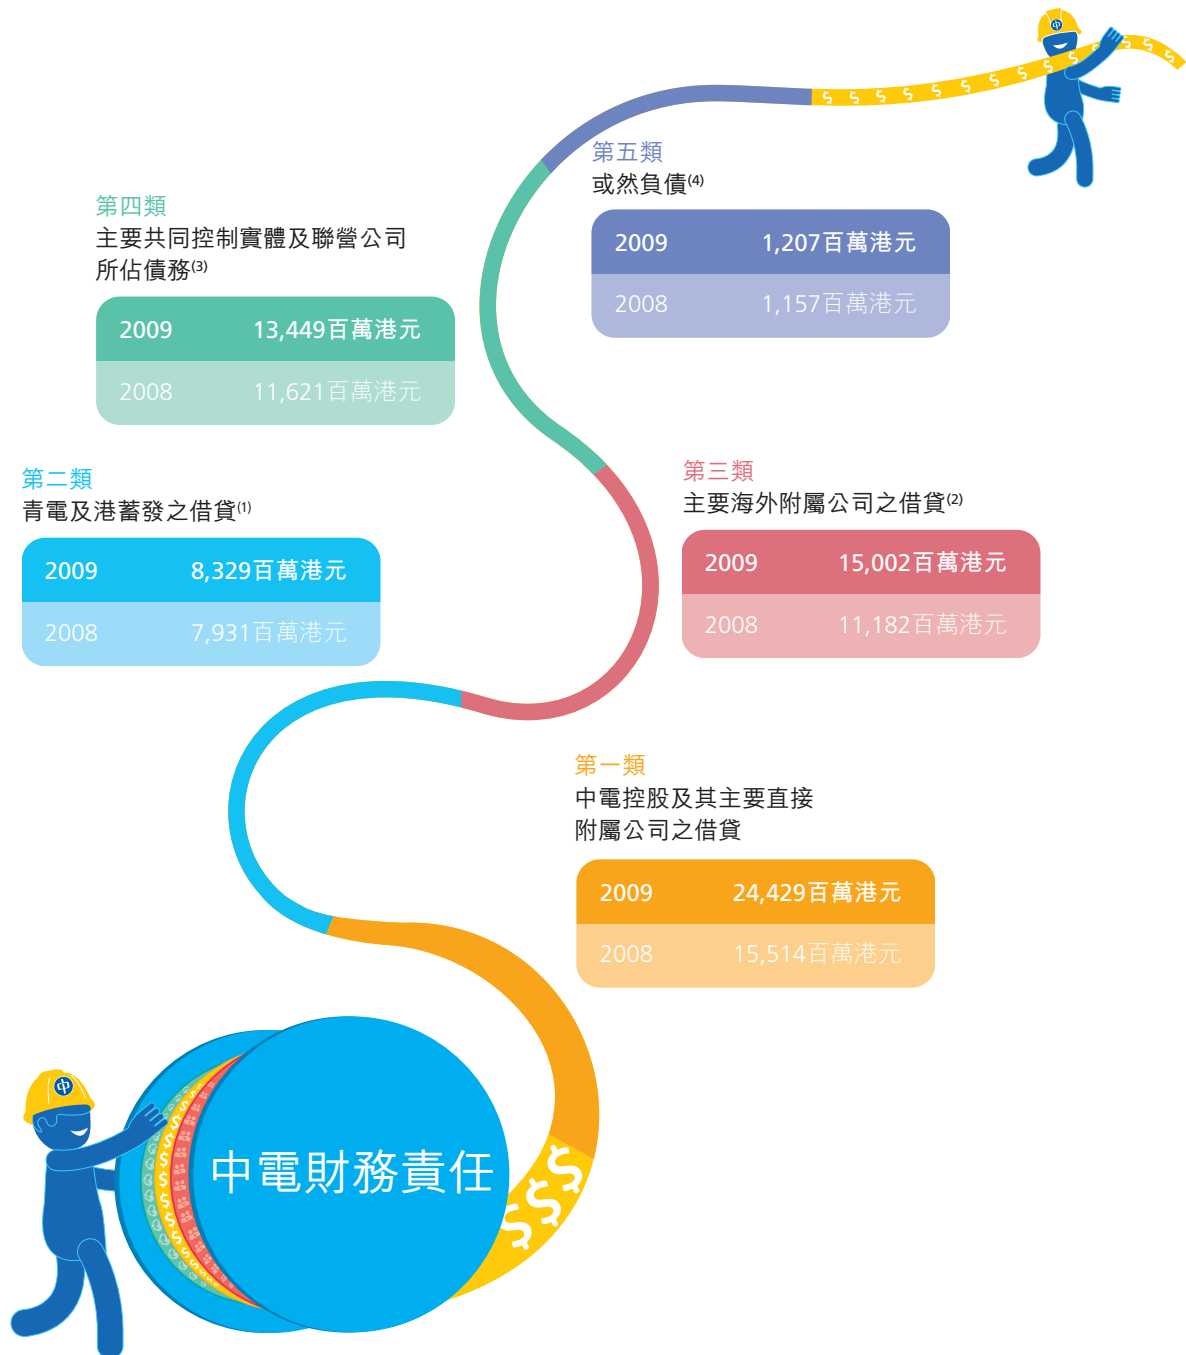 第五類
或然負債(4)
2009 1,207百萬港元
2008 1,157百萬港元
第四類
主要共同控制實體及聯營公司
所佔債務(3)
2009 13,449百萬港元
2008 11,621百萬港元
第二類
青電及港蓄發之借貸(1)
2009 8,329百萬港元
2008 7,931百萬港元
第三類
主要海外附屬公司之借貸(2)
2009 15,002百萬港元
2008 11,182百萬港元
第一類
中電控股及其主要直接
附屬公司之借貸
2009 24,429百萬港元
2008 15,514百萬港元
中電財務責任